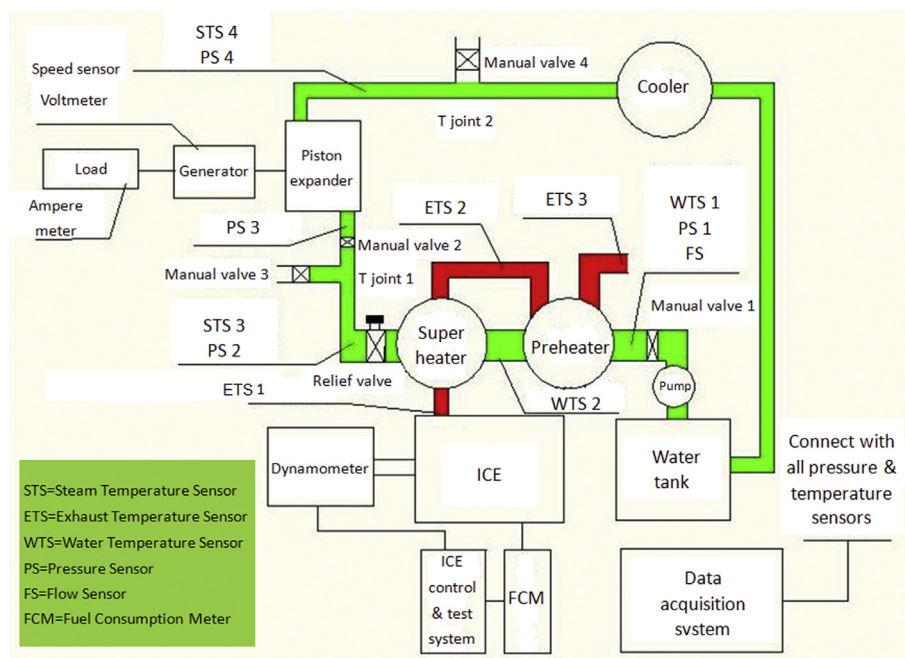 STS 4
PS 4
Speed sensor
Voltmeter
Manual valve 4
Cooler
T joint 2
Load
Generator
Piston
expander
Ampere
meter
PS 3
ETS 2
ETS 3
WTS 1
PS 1
FS
Manual valve 2
Manual valve 3
T joint 1
Manual valve 1
STS 3
PS 2
Super
heater
Preheater
Relief valve
Pump
ETS 1
WTS 2
Dynamometer
ICE
Water
tank
Connect with
all pressure &
temperature
sensors
STS=Steam Temperature Sensor
ETS=Exhaust Temperature Sensor
WTS=Water Temperature Sensor
PS=Pressure Sensor
FS=Flow Sensor
FCM=Fuel Consumption Meter
ICE
control
& test
system
FCM
Data
acquisition
system